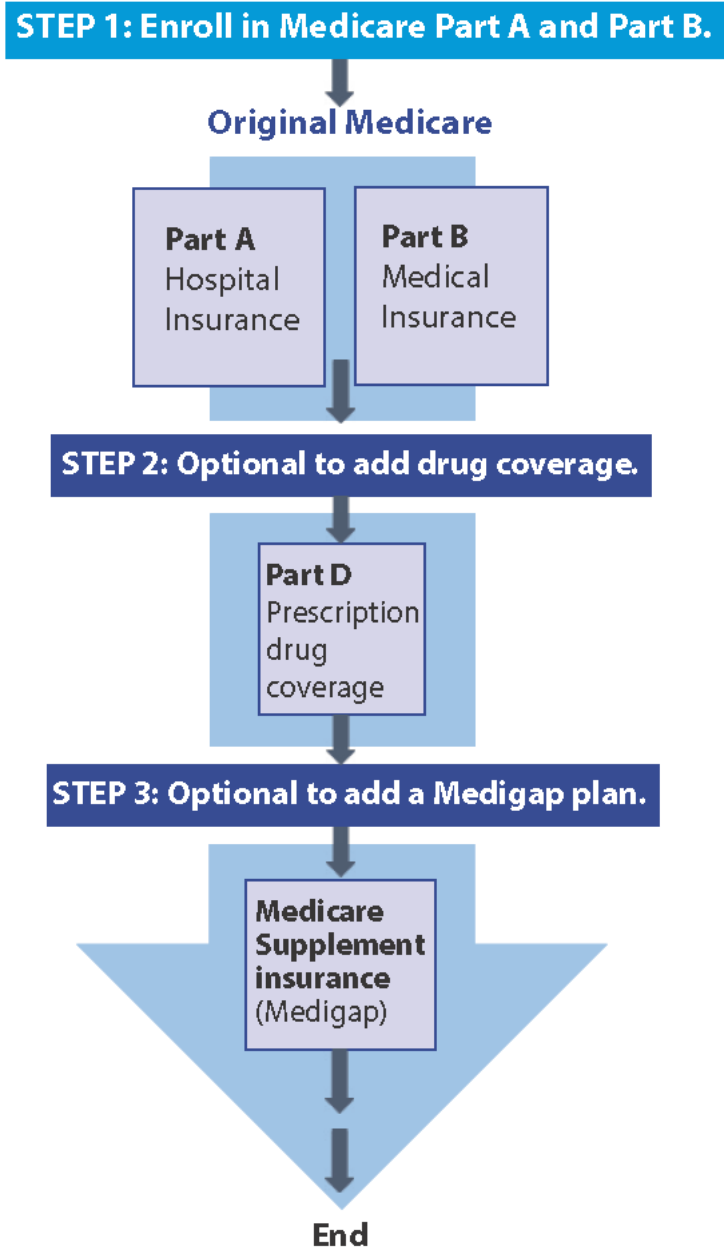 STEP 1: Enroll in Medicare Part A and Part B.
Original Medicare
Part A
Hospital
Insurance
Part B
Medical
Insurance
STEP 2: Optional to add drug coverage.
Part D
Prescription
drug
coverage
STEP 3: Optional to add a Medigap plan.
Medicare
Supplement
insurance
(Medigap)
End